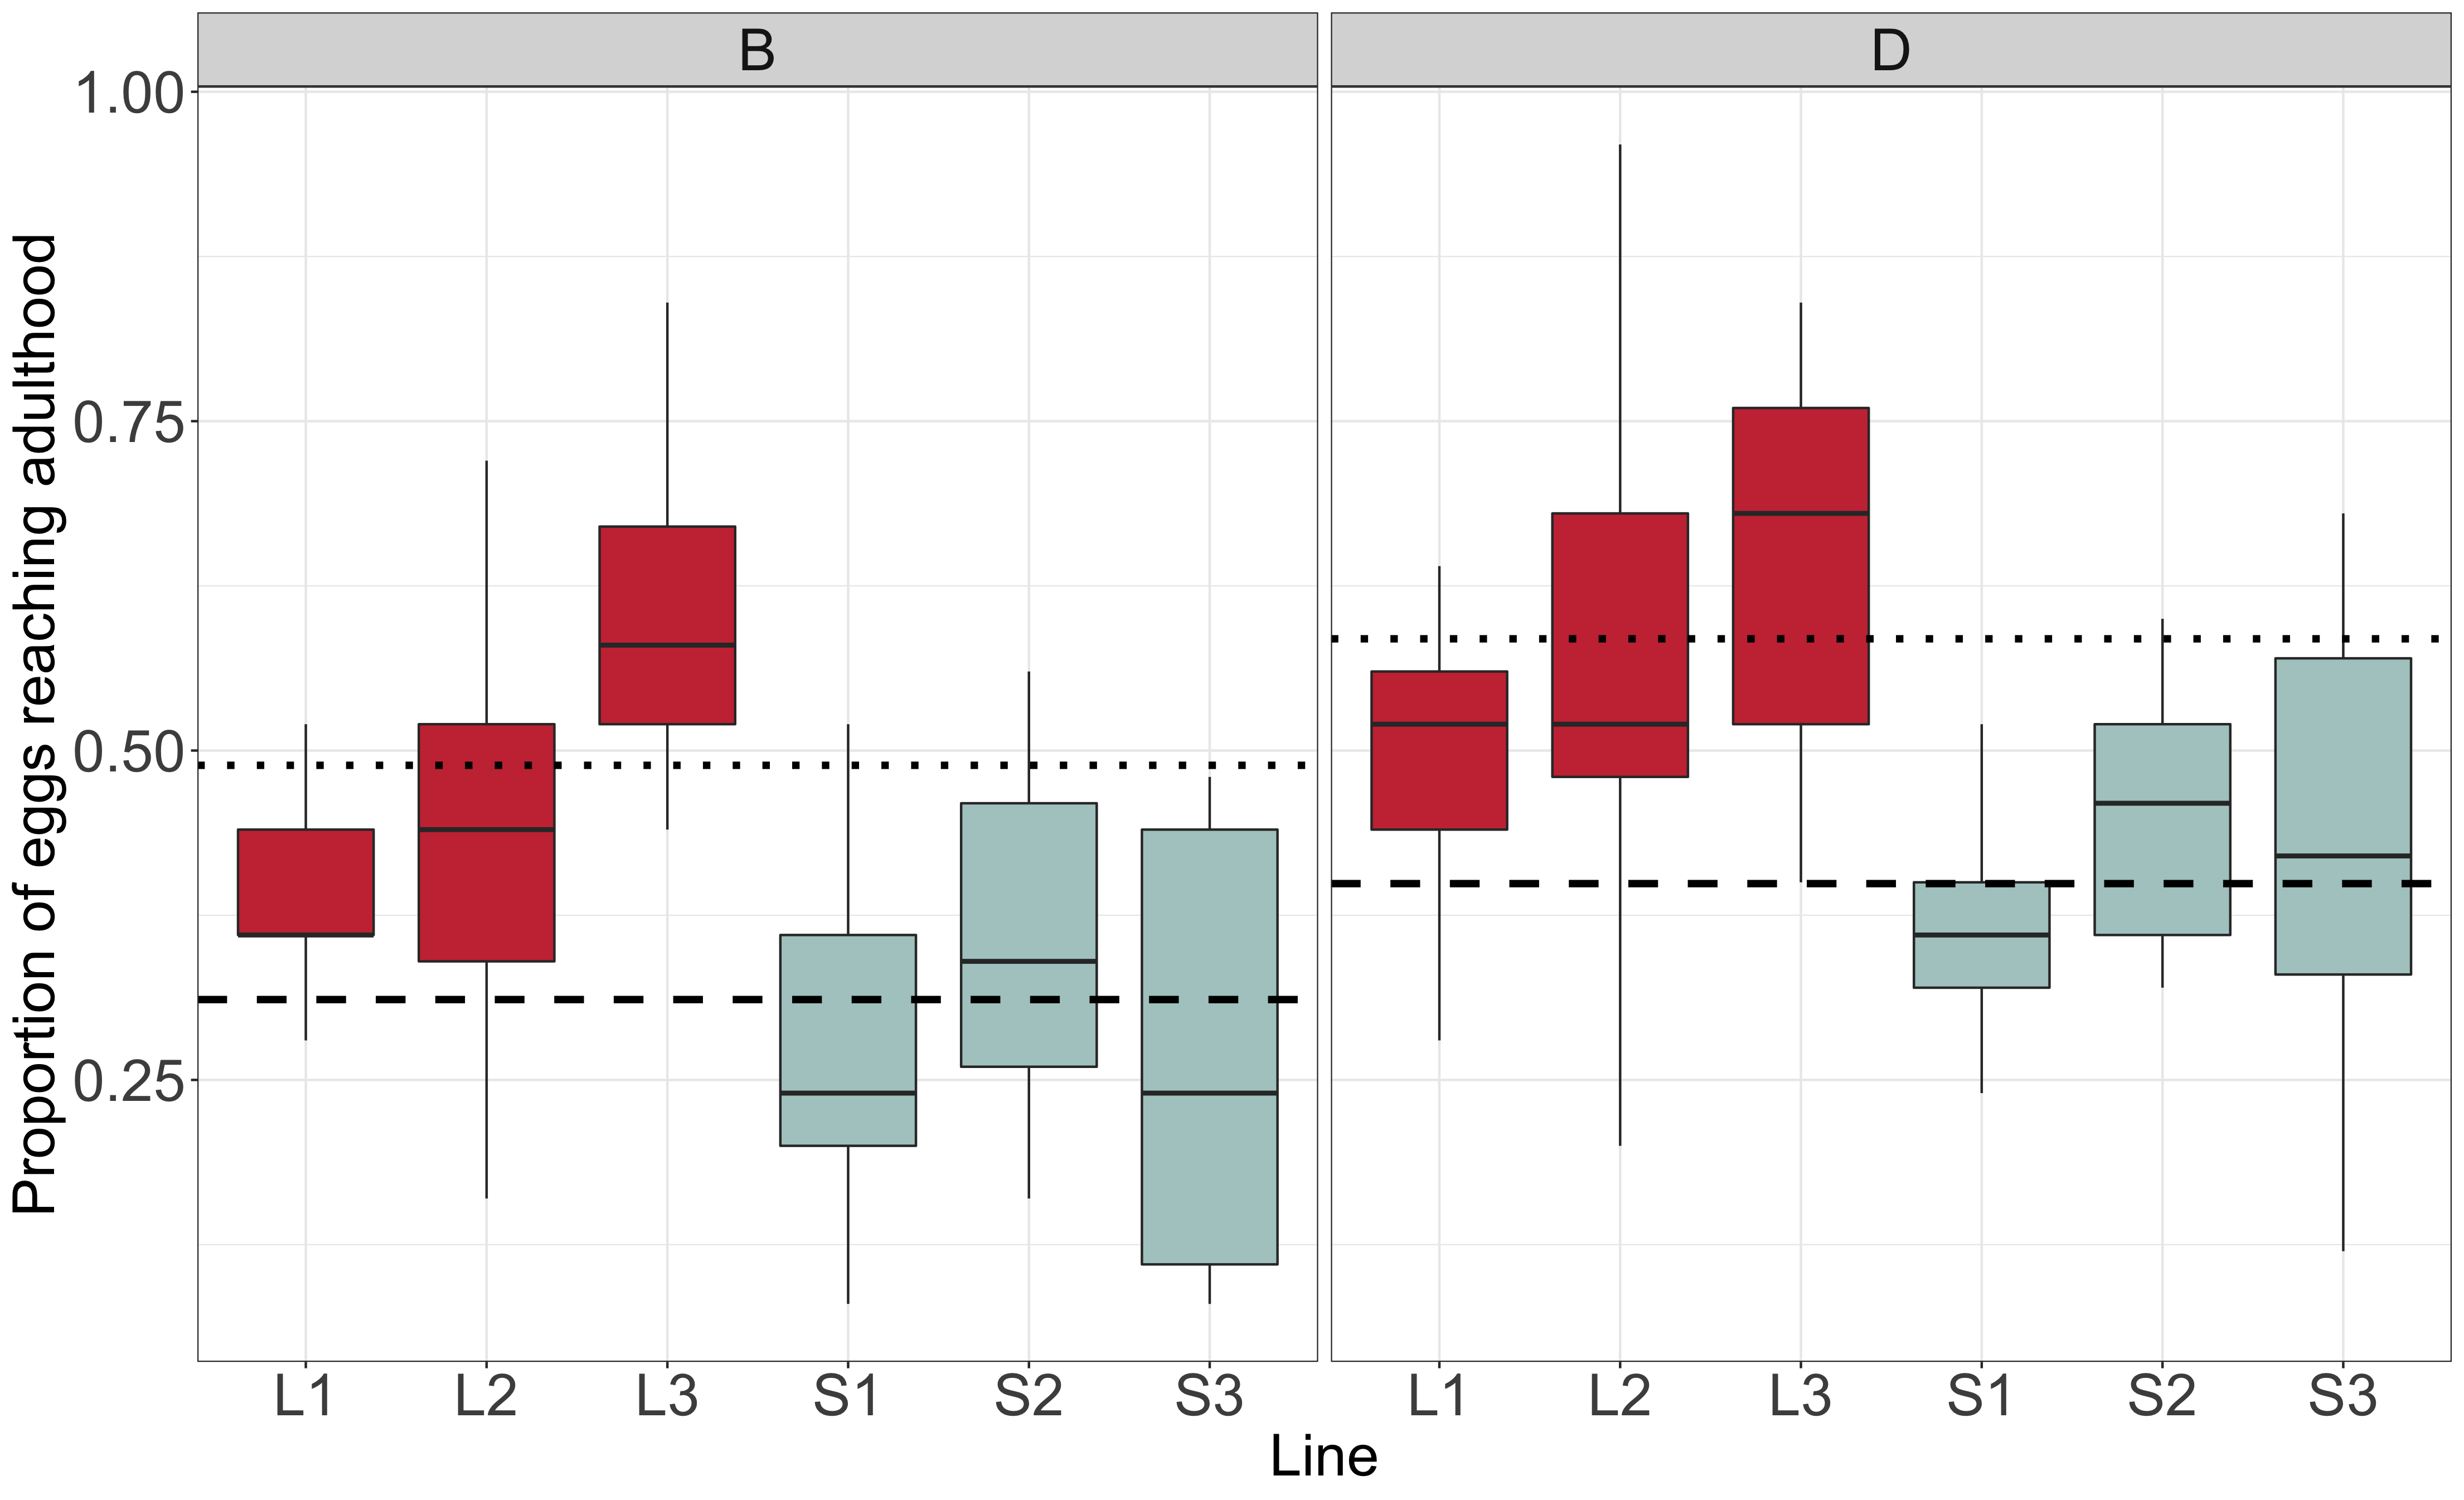 B
D
1.00
0.75
0.50
0.25
Proportion of eggs reaching adulthood
L1 L2 L3 S1 S2 S3
L1 L2 L3 S1 S2 S3
Line